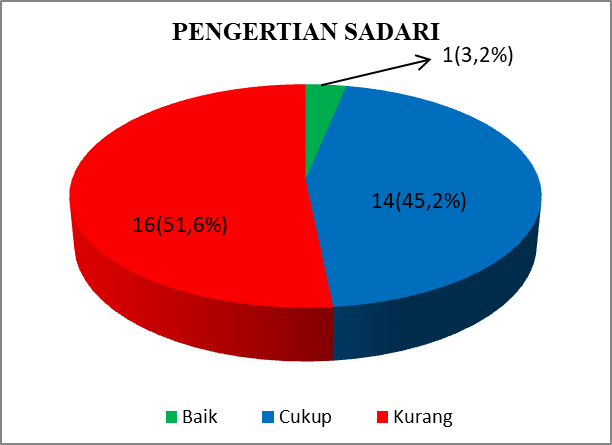 PENGERTIAN SADARI
1(3,2%)
14(45,2%)
16(51,6%)
Baik Cukup Kurang